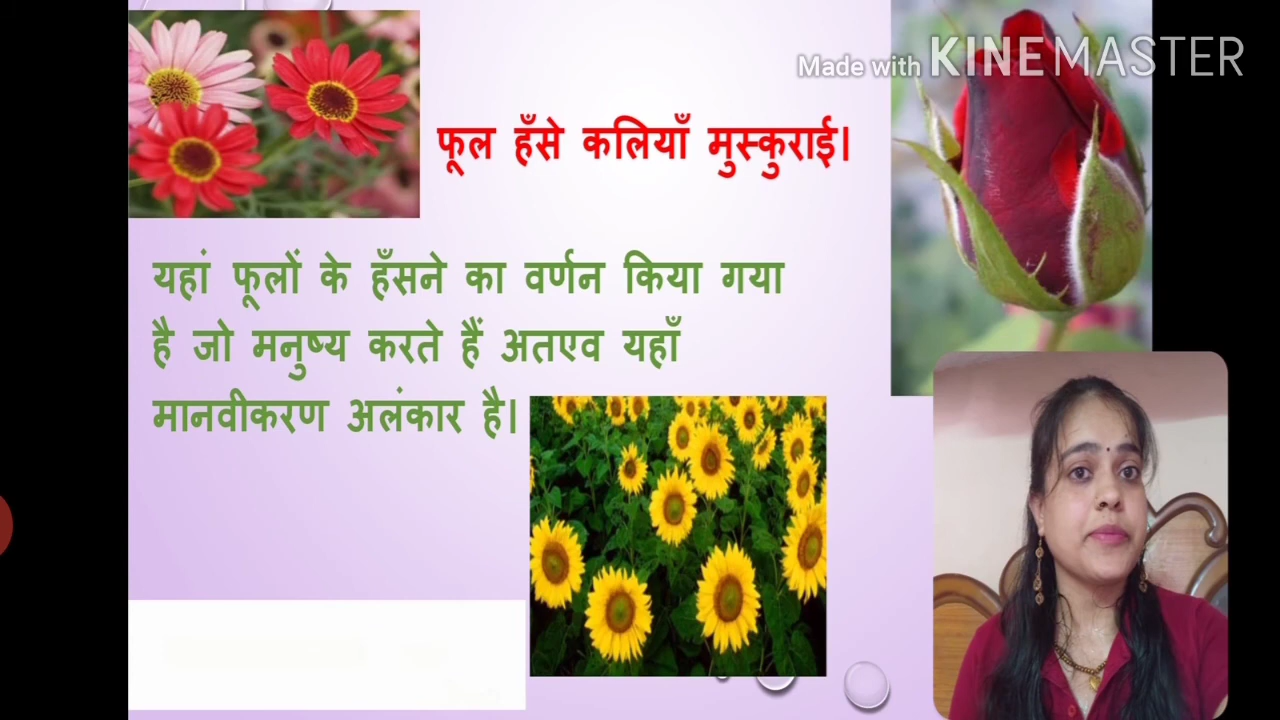 Made with KINEMASTER
फूल हँसे कलियाँ मुस्कुराई।
यहां फूलों के हँसने का वर्णन किया गया
है जो मनुष्य करते हैं अतएव यहाँ
मानवीकरण अलंकार है।